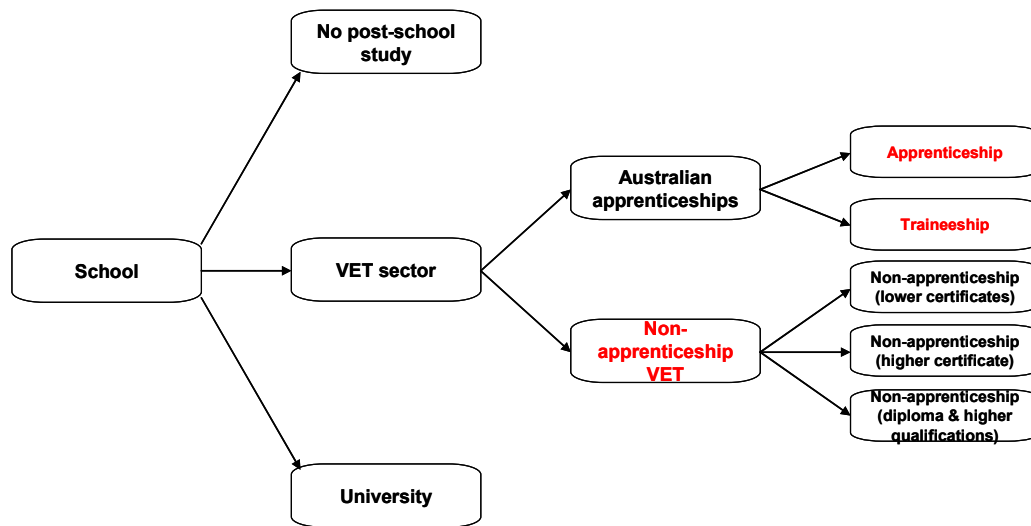 No post-school
study
Australian
apprenticeships
Apprenticeship
Traineeship
School
VET sector
Non-apprenticeship
(lower certificates)
Non-
apprenticeship
VET
Non-apprenticeship
(higher certificate)
Non-apprenticeship
(diploma & higher
qualifications)
University